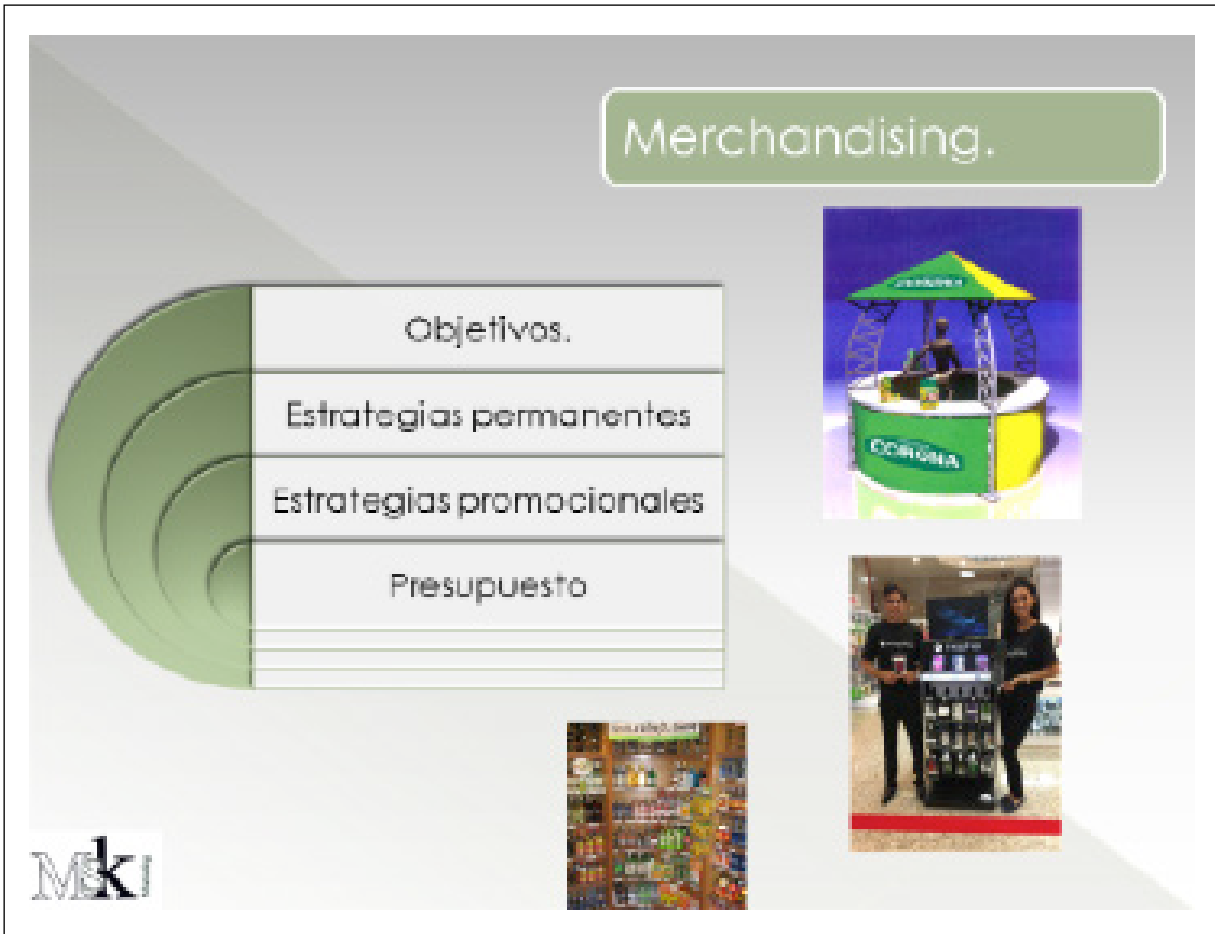 Merchandising.
Objetivos.
Estrategias permanentes
Estrategias promocionales
Presupuesto
CORONA
Msk